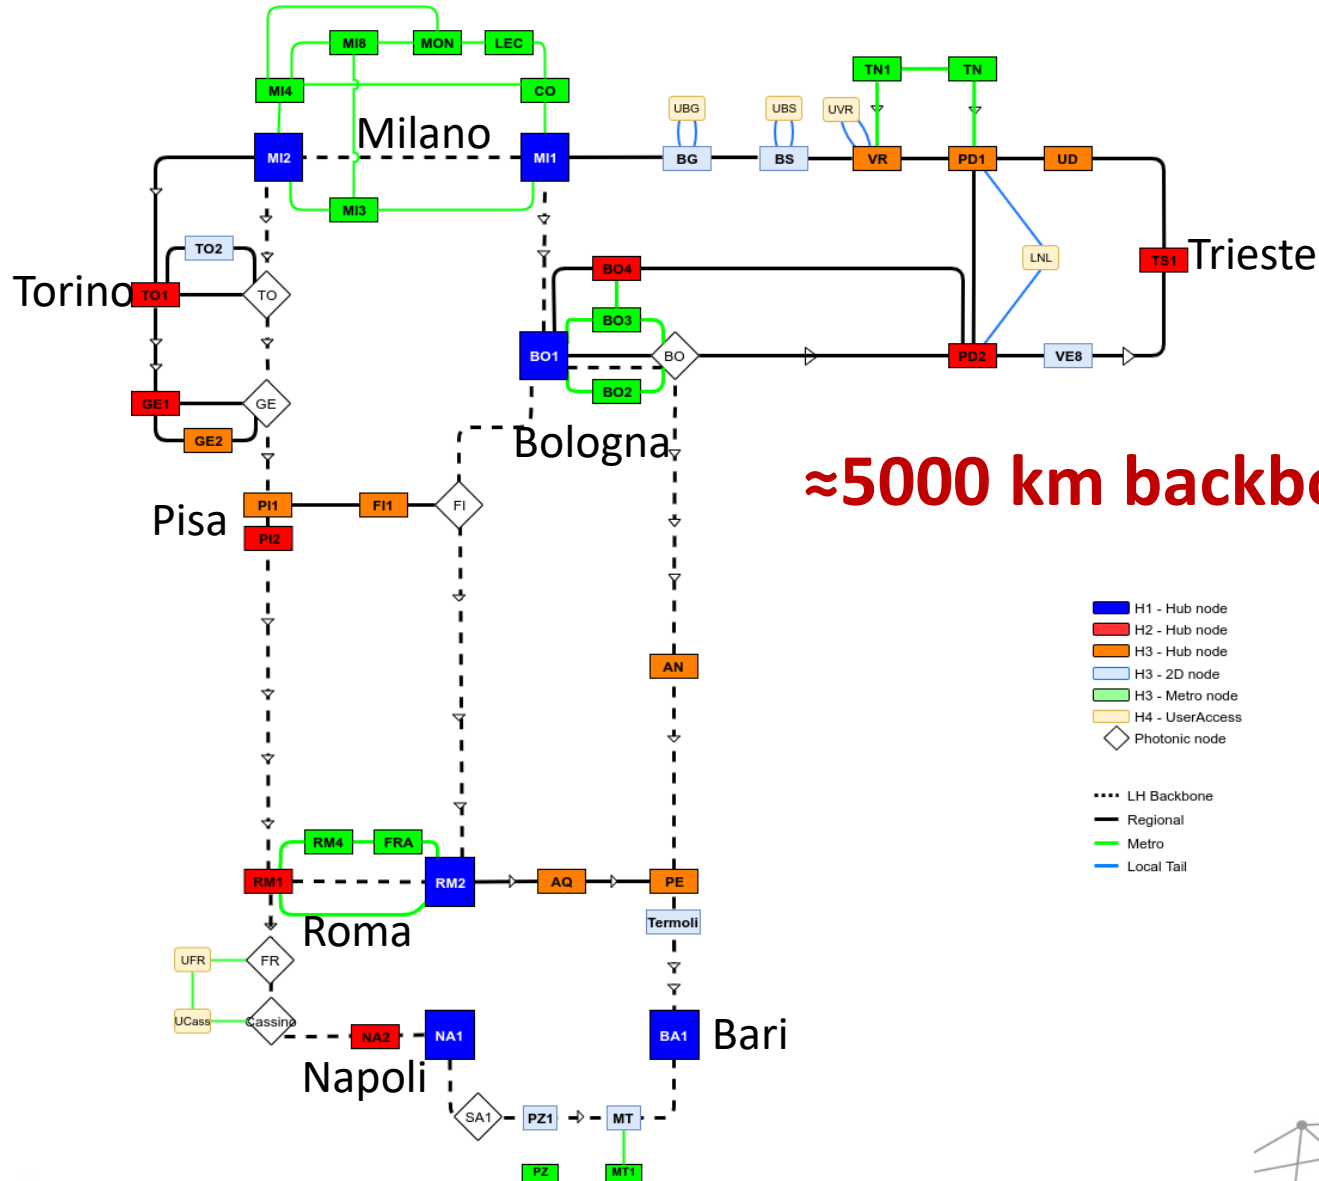 MI8 MON LEC
TN1 TN
MI4 CO
UBG UBS UVR
Milano
MI2 MI1 BG BS VR PD1 UD
MI3
TO2
LNL
Trieste
TS1
BO4
Torino
TO1 TO
BO3
BO1 BO PD2 VE8
BO2
GE1 GE
GE2
Bologna
≈5000 km backbo
PI1 FI1 FI
Pisa
PI2
H1 - Hub node
H2 - Hub node
H3 - Hub node
H3 - 2D node
H3 - Metro node
H4 - UserAccess
Photonic node
LH Backbone
Regional
Metro
Local Tail
AN
RM4 FRA
RM1 RM2 AQ PE
Termoli
Roma
UFR FR
UCass Cassino
NA2 NA1 BA1 Bari
Napoli
SA1 PZ1 MT
PZ MT1